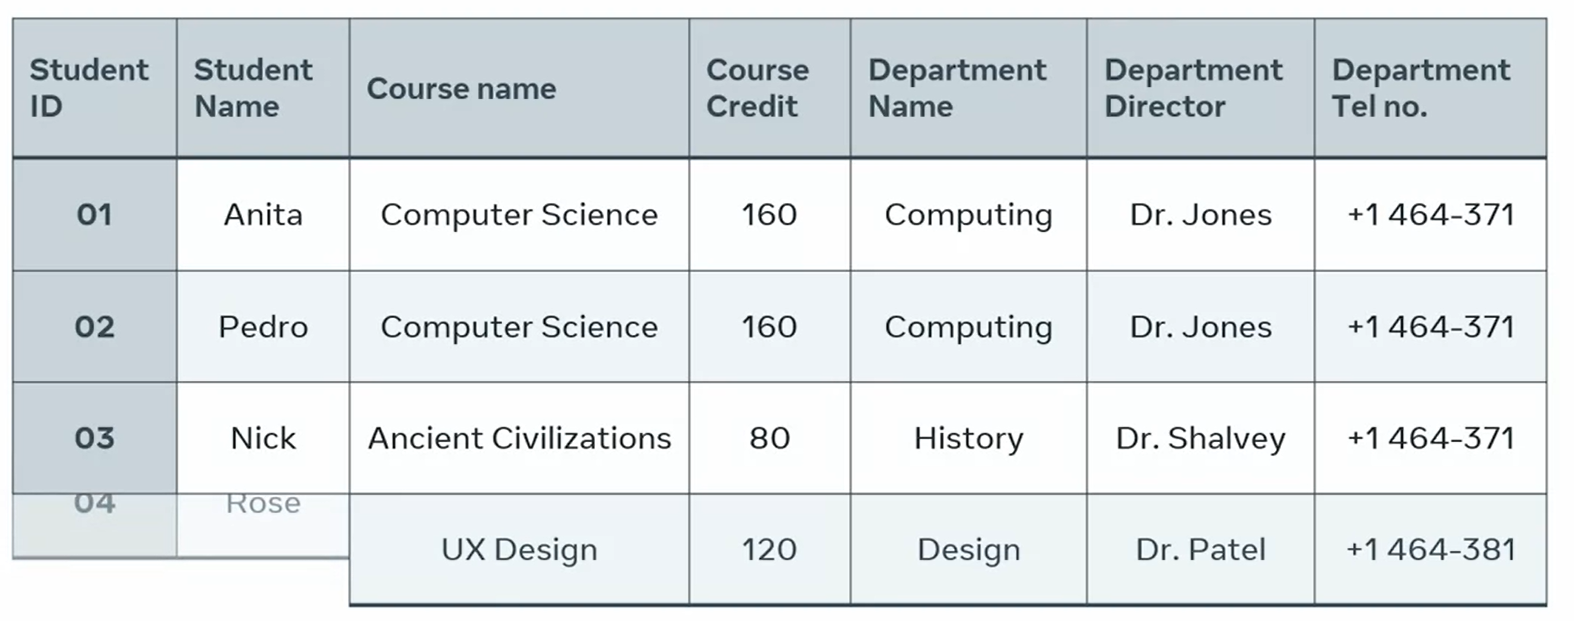 Student ID	Student Name	Course name	Course Credit	Department Name	Department Director	Department Tel no.
01	Anita	Computer Science	160	Computing	Dr. Jones	+1 464-371
02	Pedro	Computer Science	160	Computing	Dr. Jones	+1 464-371
03	Nick	Ancient Civilizations	80	History	Dr. Shalvey	+1 464-371
04	Rose	UX Design	120	Design	Dr. Patel	+1 464-381